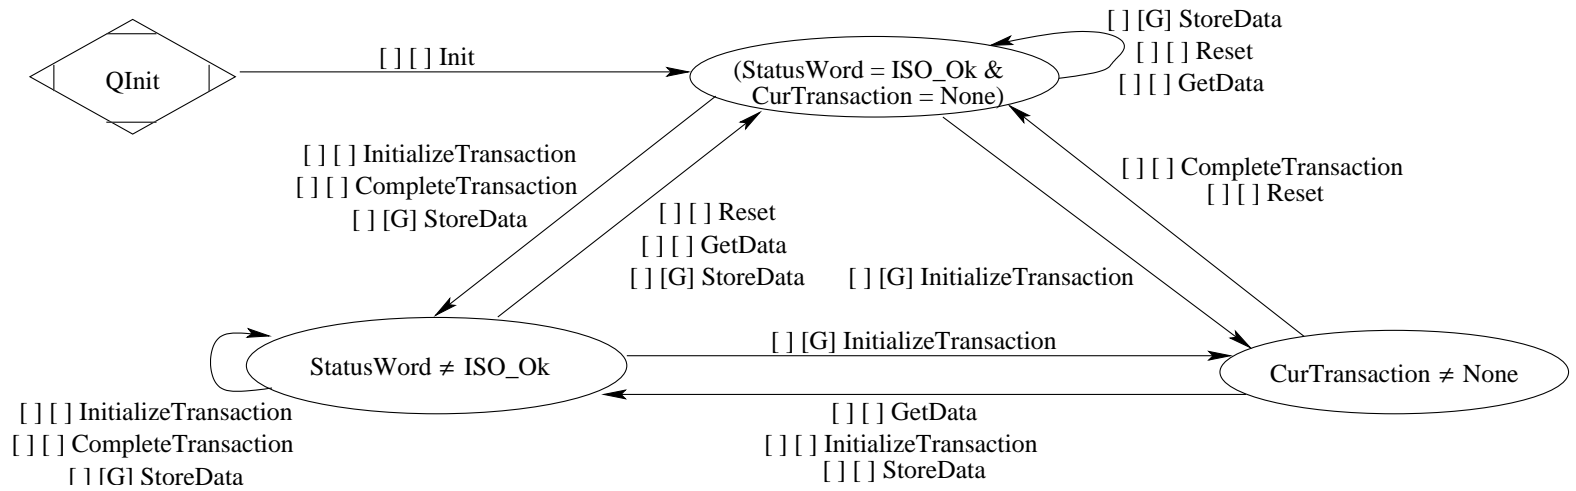 QInit
[ ] [ ] Init
(StatusWord = ISO_Ok &
CurTransaction = None)
[ ] [G] StoreData
[ ] [ ] Reset
[ ] [ ] GetData
[ ] [ ] InitializeTransaction
[ ] [ ] CompleteTransaction
[ ] [G] StoreData
[ ] [ ] Reset
[ ] [ ] GetData
[ ] [G] StoreData
[ ] [G] InitializeTransaction
[ ] [ ] CompleteTransaction
[ ] [ ] Reset
StatusWord ≠ ISO_Ok
[ ] [G] InitializeTransaction
CurTransaction ≠ None
[ ] [ ] InitializeTransaction
[ ] [ ] CompleteTransaction
[ ] [G] StoreData
[ ] [ ] GetData
[ ] [ ] InitializeTransaction
[ ] [ ] StoreData